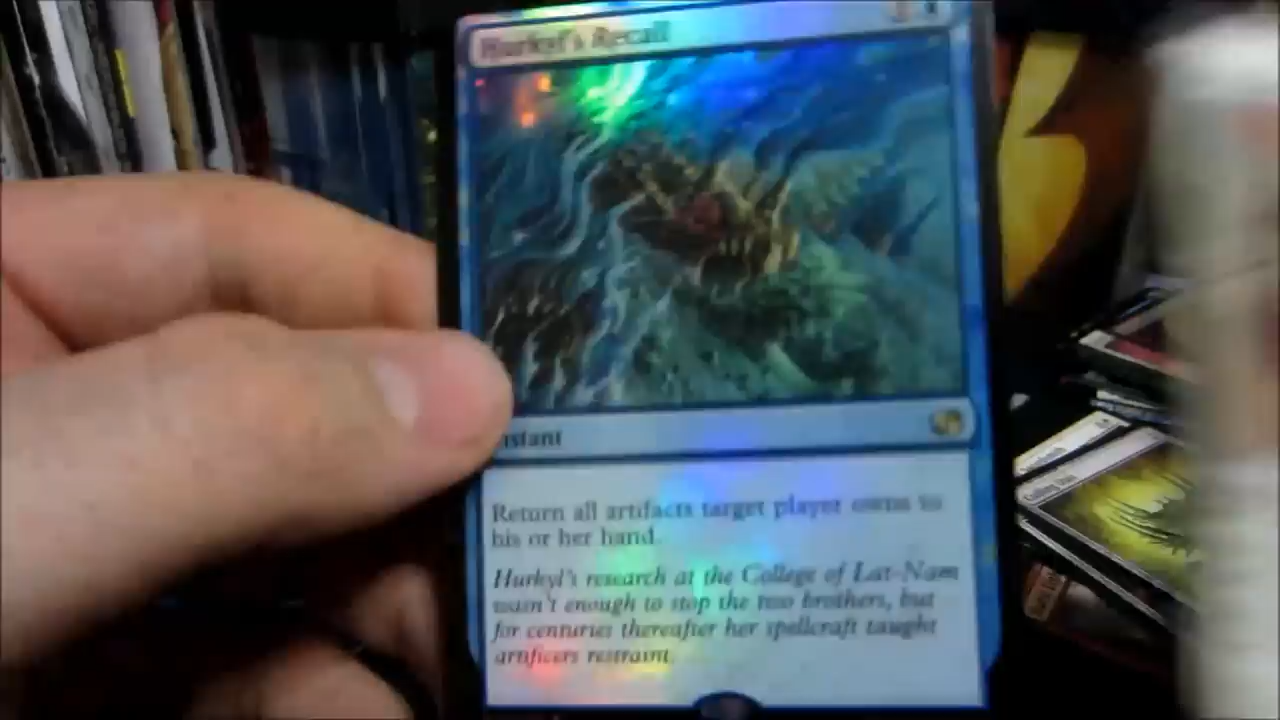 Hurkyl's Recall
nstant
Return all artifacts target player owns to
his or her hand.
Hurkyl's research at the College of Lat-Nam
wasn't enough to stop the two brothers, but
for centuries thereafter her spellcraft taught
artificers restraint.